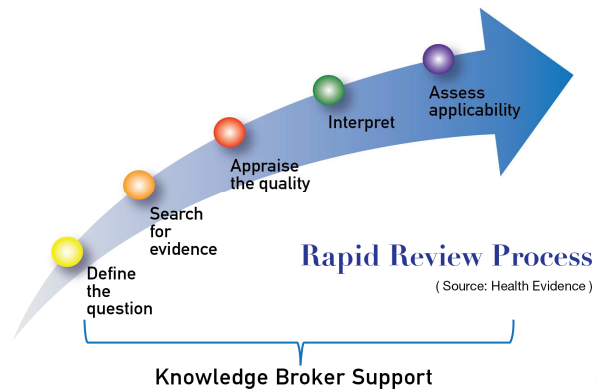 Define
the
question
Search
for
evidence
Appraise
the quality
Interpret
Assess
applicability
Rapid Review Process
( Source: Health Evidence )
Knowledge Broker Support